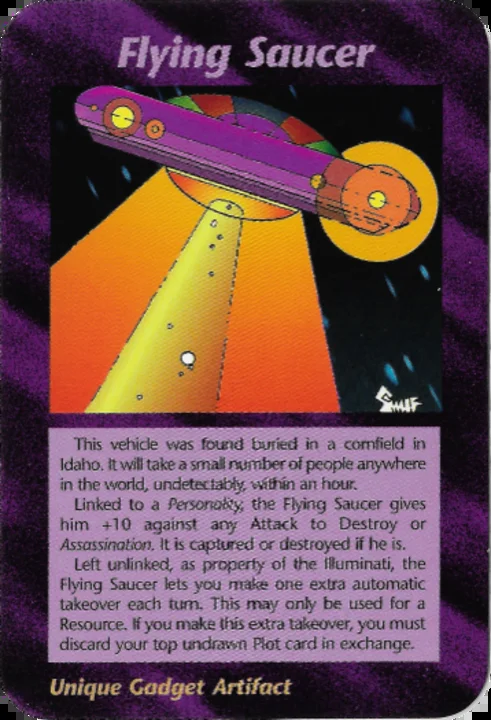 Flying Saucer
This vehicle was found buried in a cornfield in
Idaho. It will take a small number of people anywhere
in the world, undetectably, within an hour.
Linked to a Personality, the Flying Saucer gives
him +10 against any Attack to Destroy or
Assassination. It is captured or destroyed if he is.
Left unlinked, as property of the Illuminati, the
Flying Saucer lets you make one extra automatic
takeover each turn. This may only be used for a
Resource. If you make this extra takeover, you must
discard your top undrawn Plot card in exchange.
Unique Gadget Artifact